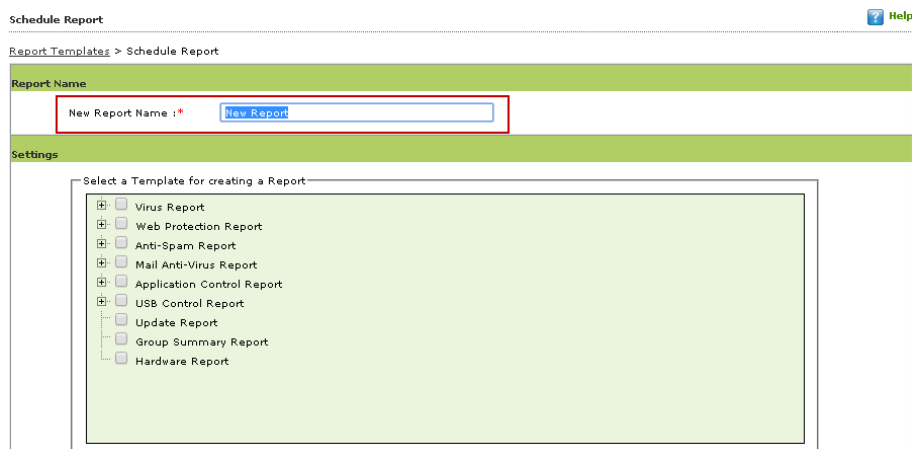 Schedule Report
Help
Report Templates > Schedule Report
Report Name
New Report Name :*
New Report
Settings
Select a Template for creating a Report
Virus Report
Web Protection Report
Anti-Spam Report
Mail Anti-Virus Report
Application Control Report
USB Control Report
Update Report
Group Summary Report
Hardware Report